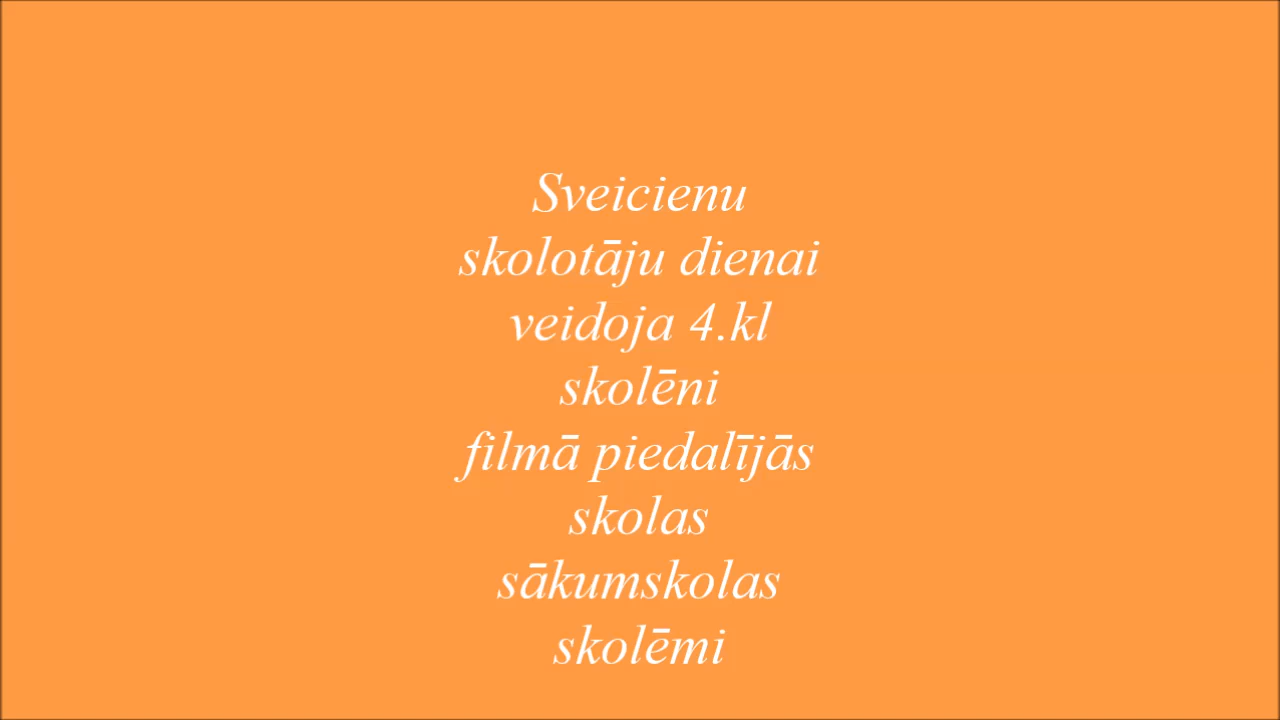 Sveicienu
skolotāju dienai
veidoja 4.kl
skolēni
filmā piedalījās
skolas
sākumskolas
skolēmi